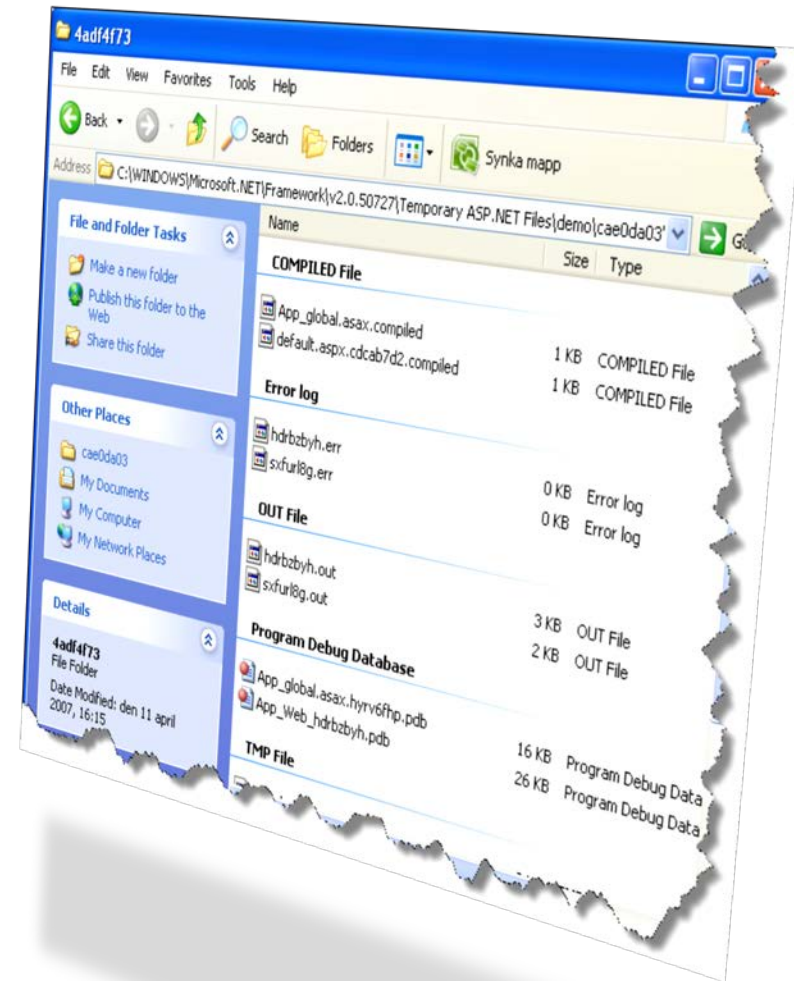 4adf4f73
File Edit View Favorites Tools Help
Back Search Folders Synka mapp
Address C:\WINDOWS\Microsoft.NET\Framework\v2.0.50727\Temporary ASP.NET Files\demo\cae0da03\
File and Folder Tasks
Make a new folder
Publish this folder to the
Web
Share this folder
Other Places
cae0da03
My Documents
My Computer
My Network Places
Details
4adf4f73
File Folder
Date Modified: den 11 april
2007, 16:15
Name Size Type
COMPILED File
App_global.asax.compiled 1 KB COMPILED File
default.aspx.cdcab7d2.compiled 1 KB COMPILED File
Error log
hdrbzbyh.err 0 KB Error log
sxfurl8g.err 0 KB Error log
OUT File
hdrbzbyh.out 3 KB OUT File
sxfurl8g.out 2 KB OUT File
Program Debug Database
App_global.asax.hyrv6fhp.pdb 16 KB Program Debug Data
App_Web_hdrbzbyh.pdb 26 KB Program Debug Data
TMP File